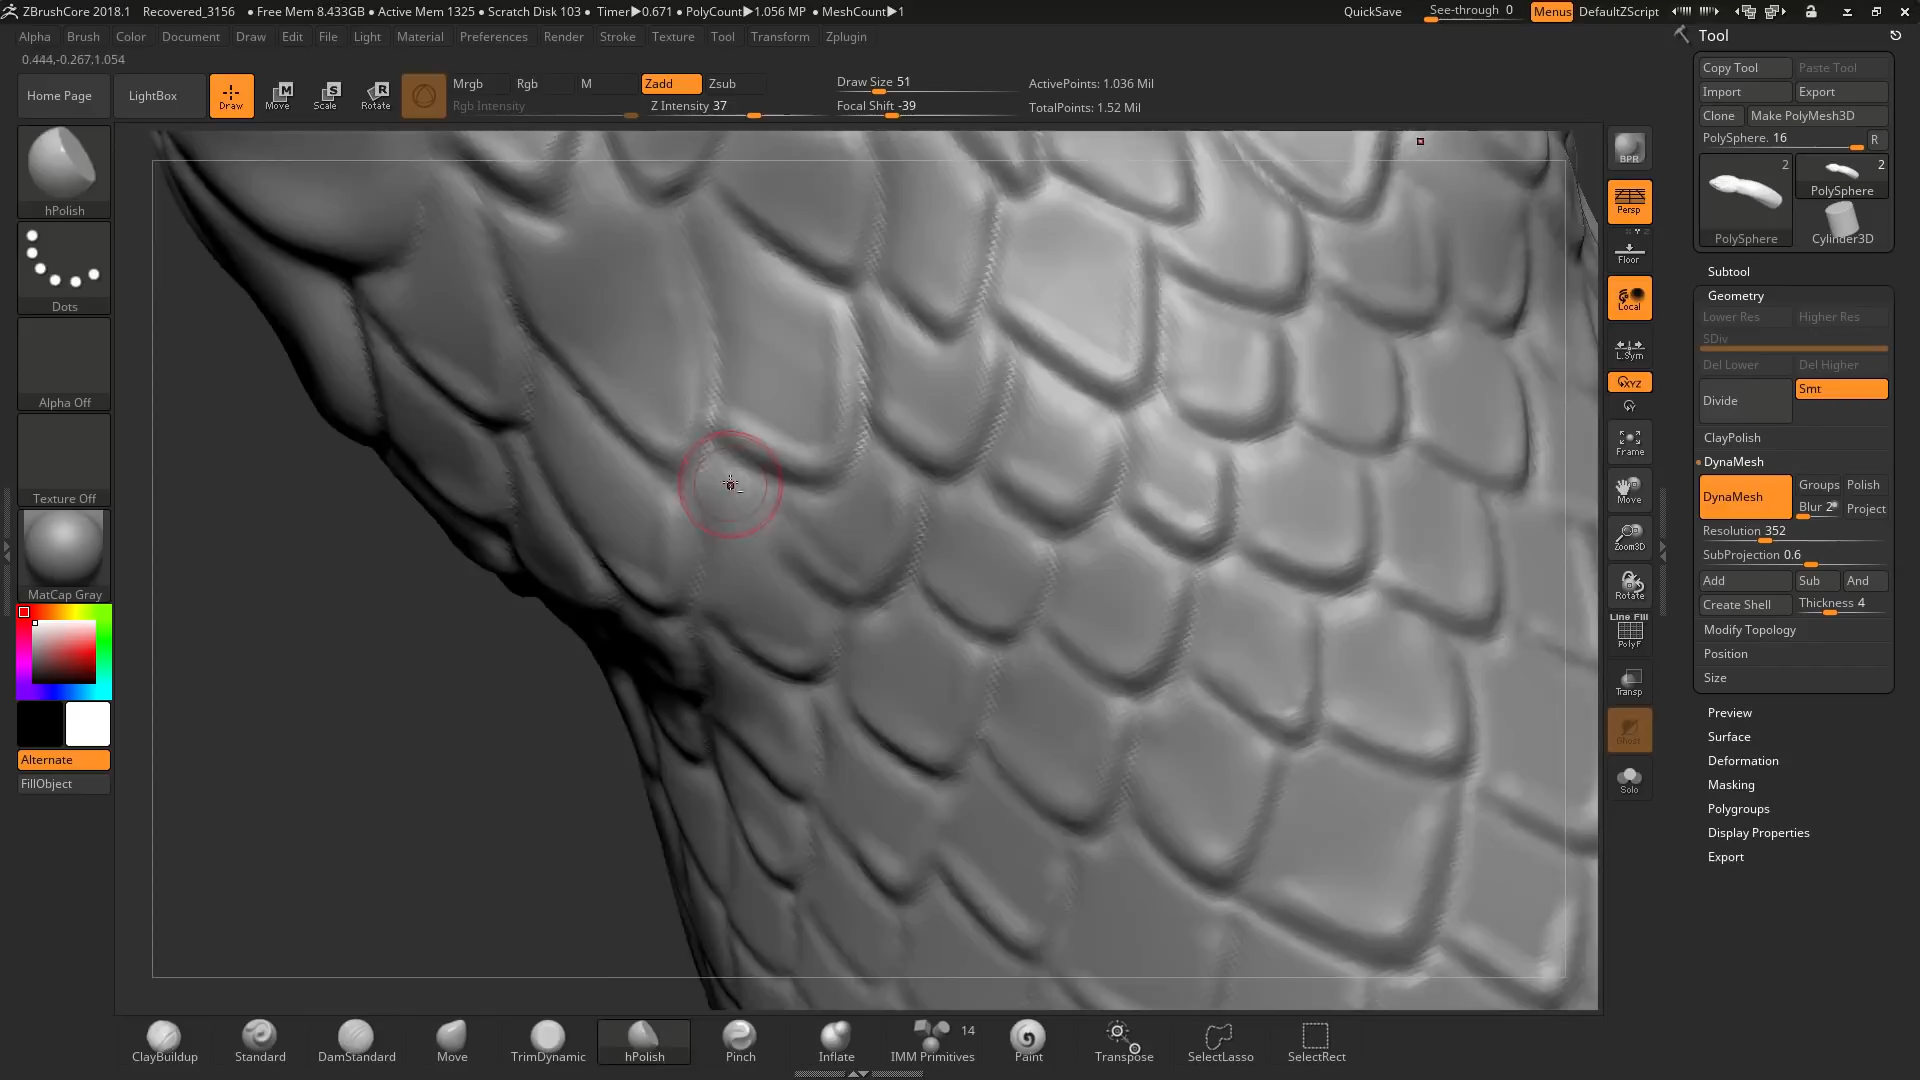 ZBrushCore 2018.1 Recovered_3156 • Free Mem 8.433GB • Active Mem 1325 • Scratch Disk 103 • Timer▶0.671 • PolyCount▶1.056 MP • MeshCount▶1 QuickSave See-through 0 Menus DefaultZScript
Alpha Brush Color Document Draw Edit File Light Material Preferences Render Stroke Texture Tool Transform Zplugin
0.444,-0.267,1.054
Home Page
LightBox
Draw
M
Move
S
Scale
R
Rotate
Mrgb Rgb M Zadd Zsub
Rgb Intensity Z Intensity 37
Draw Size 51
Focal Shift -39
ActivePoints: 1.036 Mil
TotalPoints: 1.52 Mil
hPolish
Dots
Alpha Off
Texture Off
MatCap Gray
Alternate
FillObject
BPR
Persp
Floor
Local
L.Sym
XYZ
Frame
Move
Zoom3D
Rotate
Line Fill
PolyF
Transp
Ghost
Solo
Tool
Copy Tool Paste Tool
Import Export
Clone Make PolyMesh3D
PolySphere. 16 R
2
PolySphere
2
PolySphere
Cylinder3D
Subtool
Geometry
Lower Res Higher Res
SDiv
Del Lower Del Higher
Divide Smt
ClayPolish
DynaMesh
DynaMesh Groups Polish
Blur 2 Project
Resolution 352
SubProjection 0.6
Add Sub And
Create Shell Thickness 4
Modify Topology
Position
Size
Preview
Surface
Deformation
Masking
Polygroups
Display Properties
Export
ClayBuildup Standard DamStandard Move TrimDynamic hPolish Pinch Inflate IMM Primitives 14 Paint Transpose SelectLasso SelectRect